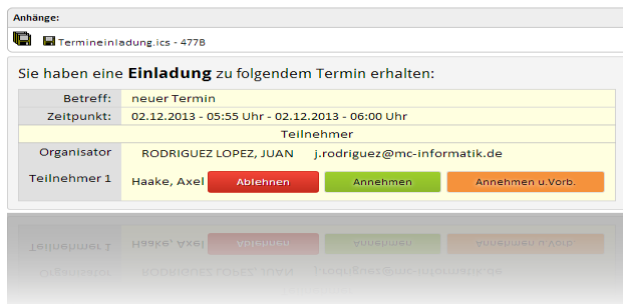 Anhänge:
Termineinladung.ics - 477B
Sie haben eine Einladung zu folgendem Termin erhalten:
Betreff: neuer Termin
Zeitpunkt: 02.12.2013 - 05:55 Uhr - 02.12.2013 - 06:00 Uhr
Teilnehmer
Organisator RODRIGUEZ LOPEZ, JUAN j.rodriguez@mc-informatik.de
Teilnehmer 1 Haake, Axel Ablehnen Annehmen Annehmen u.Vorb.